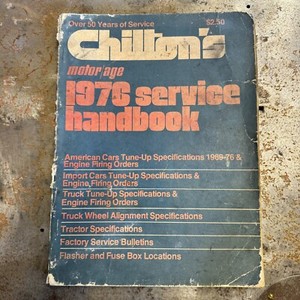 Over 50 Years of Service $2.50
Chilton's
motor/age
1976 service
handbook
American Cars Tune-Up Specifications 1969-76 &
Engine Firing Orders
Import Cars Tune-Up Specifications &
Engine Firing Orders
Truck Tune-Up Specifications &
Engine Firing Orders
Truck Wheel Alignment Specifications
Tractor Specifications
Factory Service Bulletins
Flasher and Fuse Box Locations